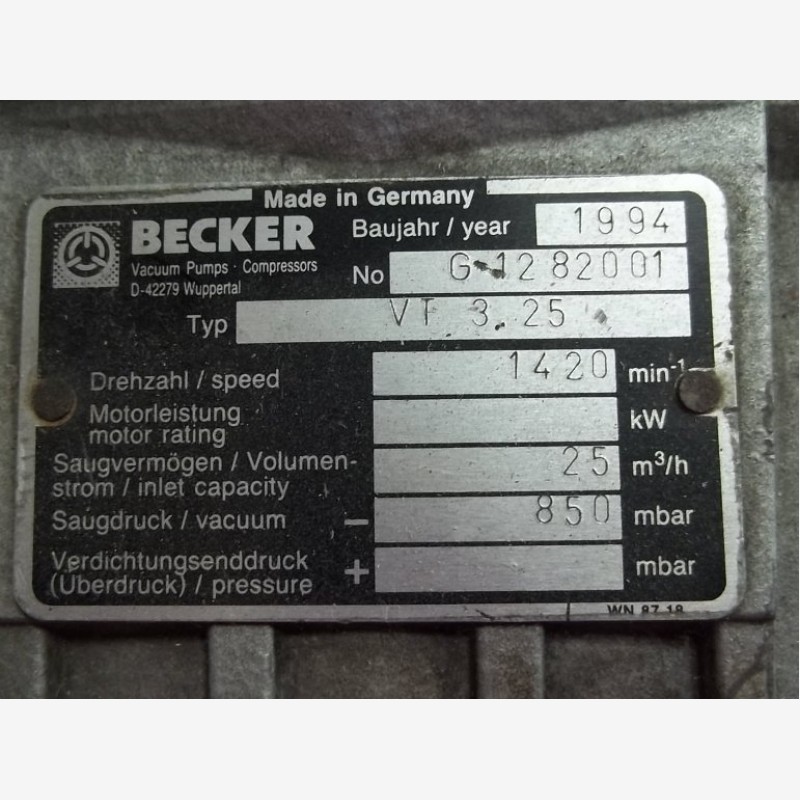 Made in Germany
BECKER
Vacuum Pumps · Compressors
D-42279 Wuppertal
Baujahr / year 1994
No G-1282001
Typ VT 3.25
Drehzahl / speed 1420 min-¹
Motorleistung
motor rating kW
Saugvermögen / Volumen-
strom / inlet capacity 25 m³/h
Saugdruck / vacuum – 850 mbar
Verdichtungsenddruck
(Überdruck) / pressure + mbar
WN 87-18